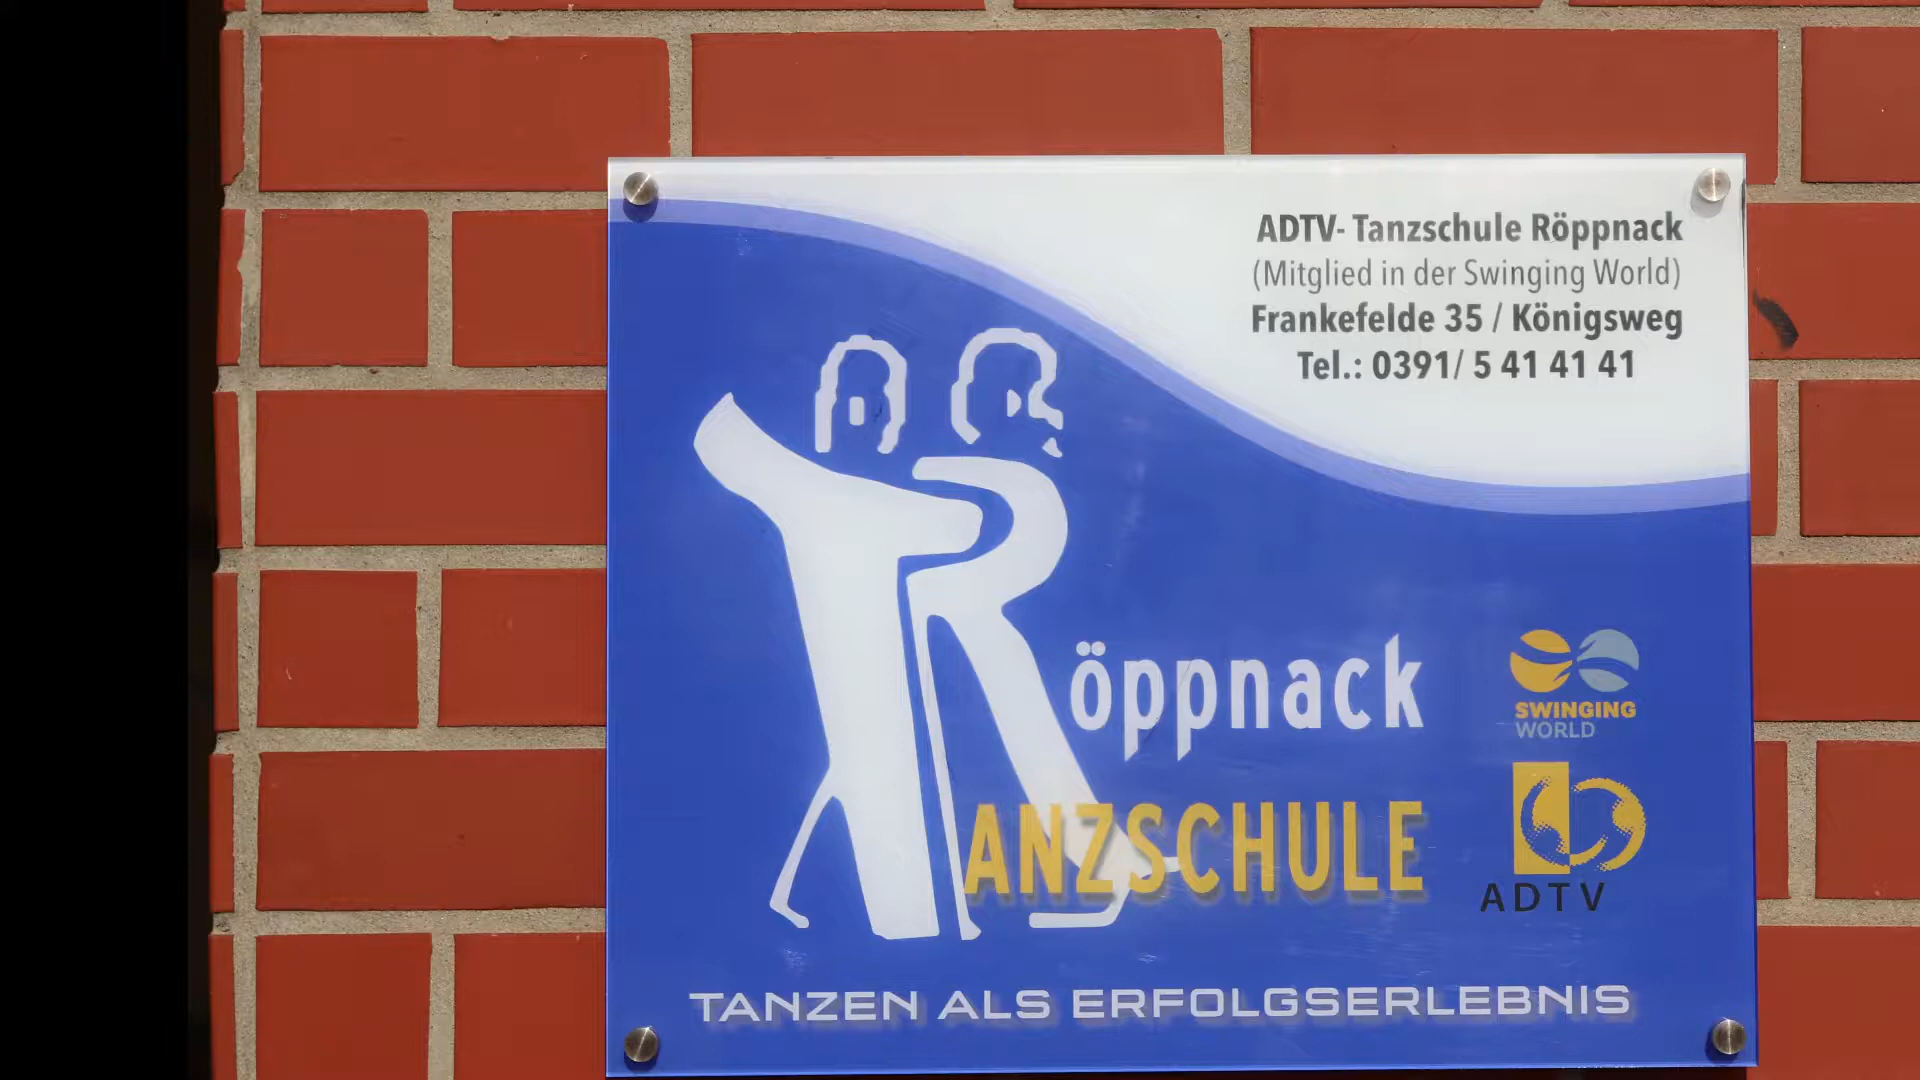 ADTV- Tanzschule Röppnack
(Mitglied in der Swinging World)
Frankefelde 35 / Königsweg
Tel.: 0391/ 5 41 41 41
Röppnack
TANZSCHULE
SWINGING
WORLD
ADTV
TANZEN ALS ERFOLGSERLEBNIS